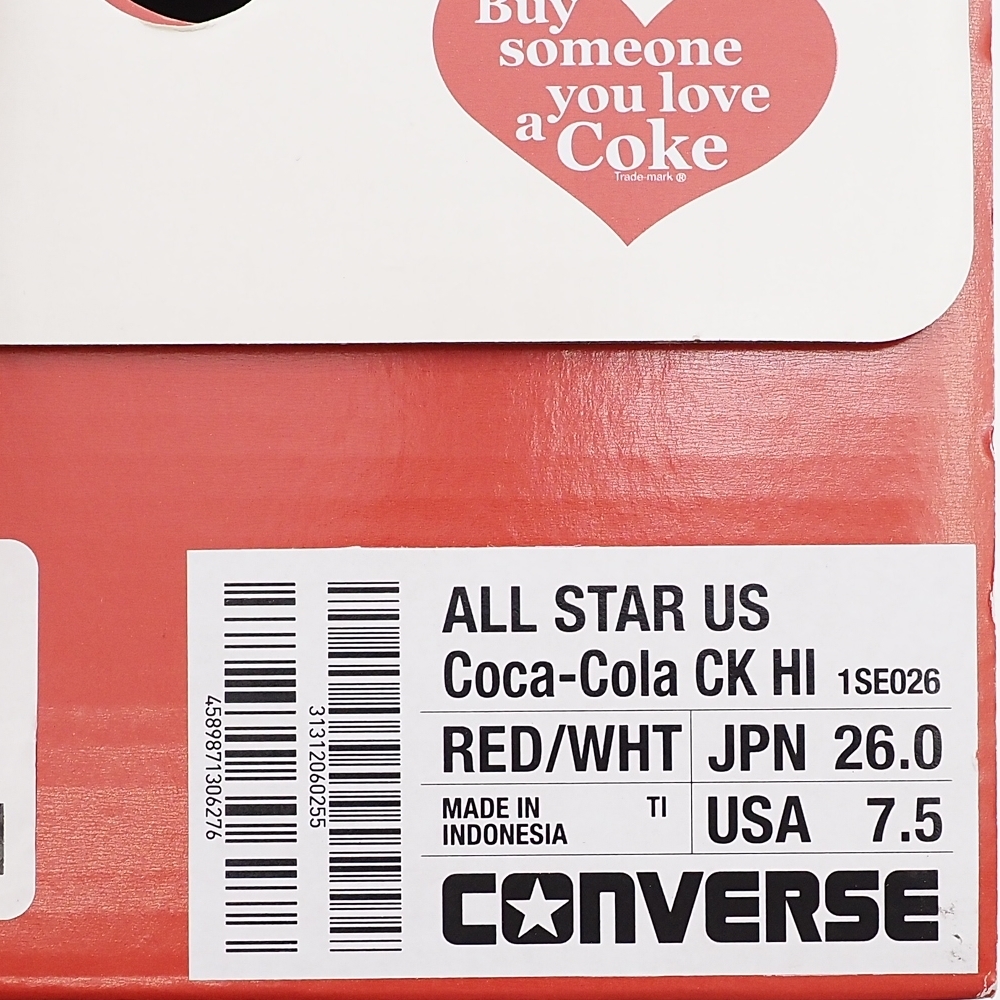 Buy
someone
you love
a Coke
Trade-mark ®
ALL STAR US
Coca-Cola CK HI 1SE026
RED/WHT JPN 26.0
MADE IN INDONESIA TI USA 7.5
CONVERSE
4589871306276
31312060255